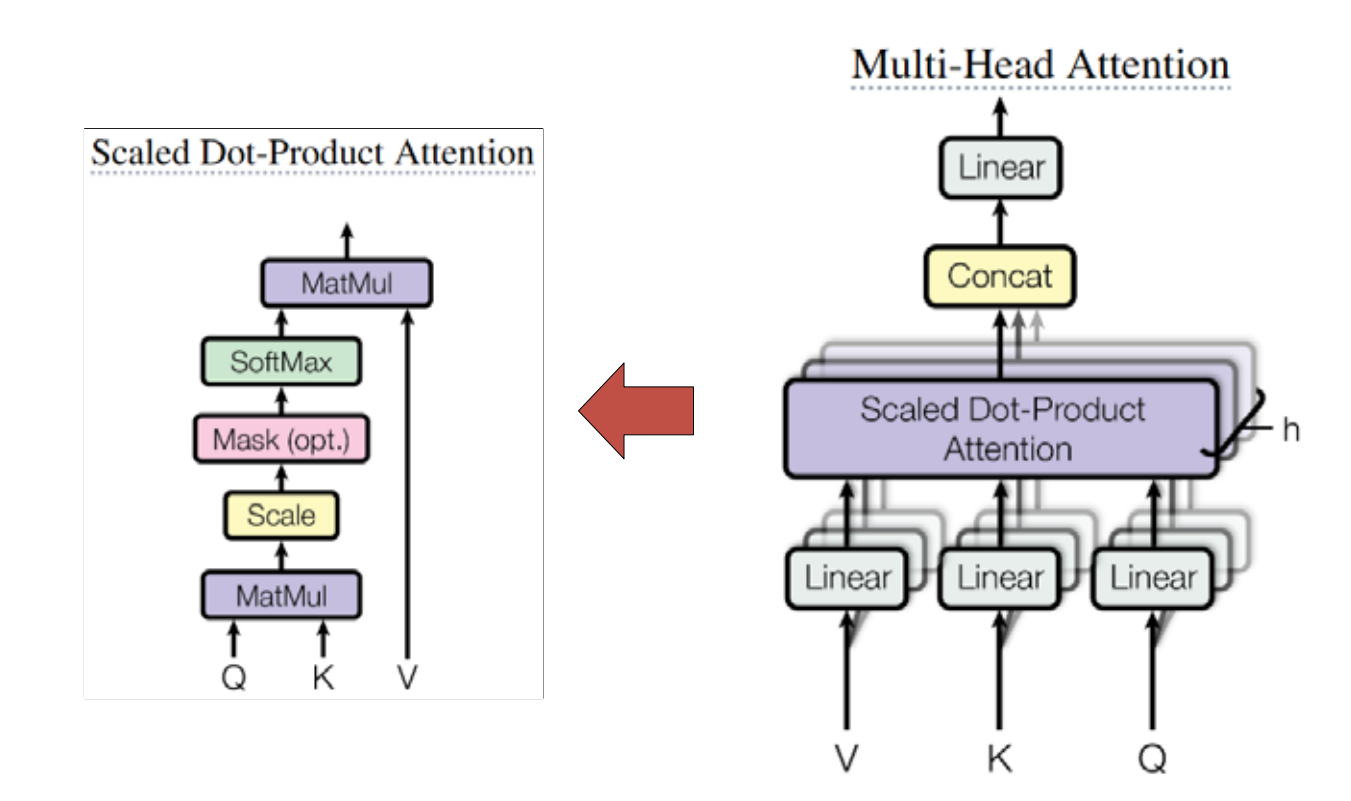 Scaled Dot-Product Attention
MatMul
SoftMax
Mask (opt.)
Scale
MatMul
Q K V
Multi-Head Attention
Linear
Concat
Scaled Dot-Product
Attention
h
Linear Linear Linear
V K Q